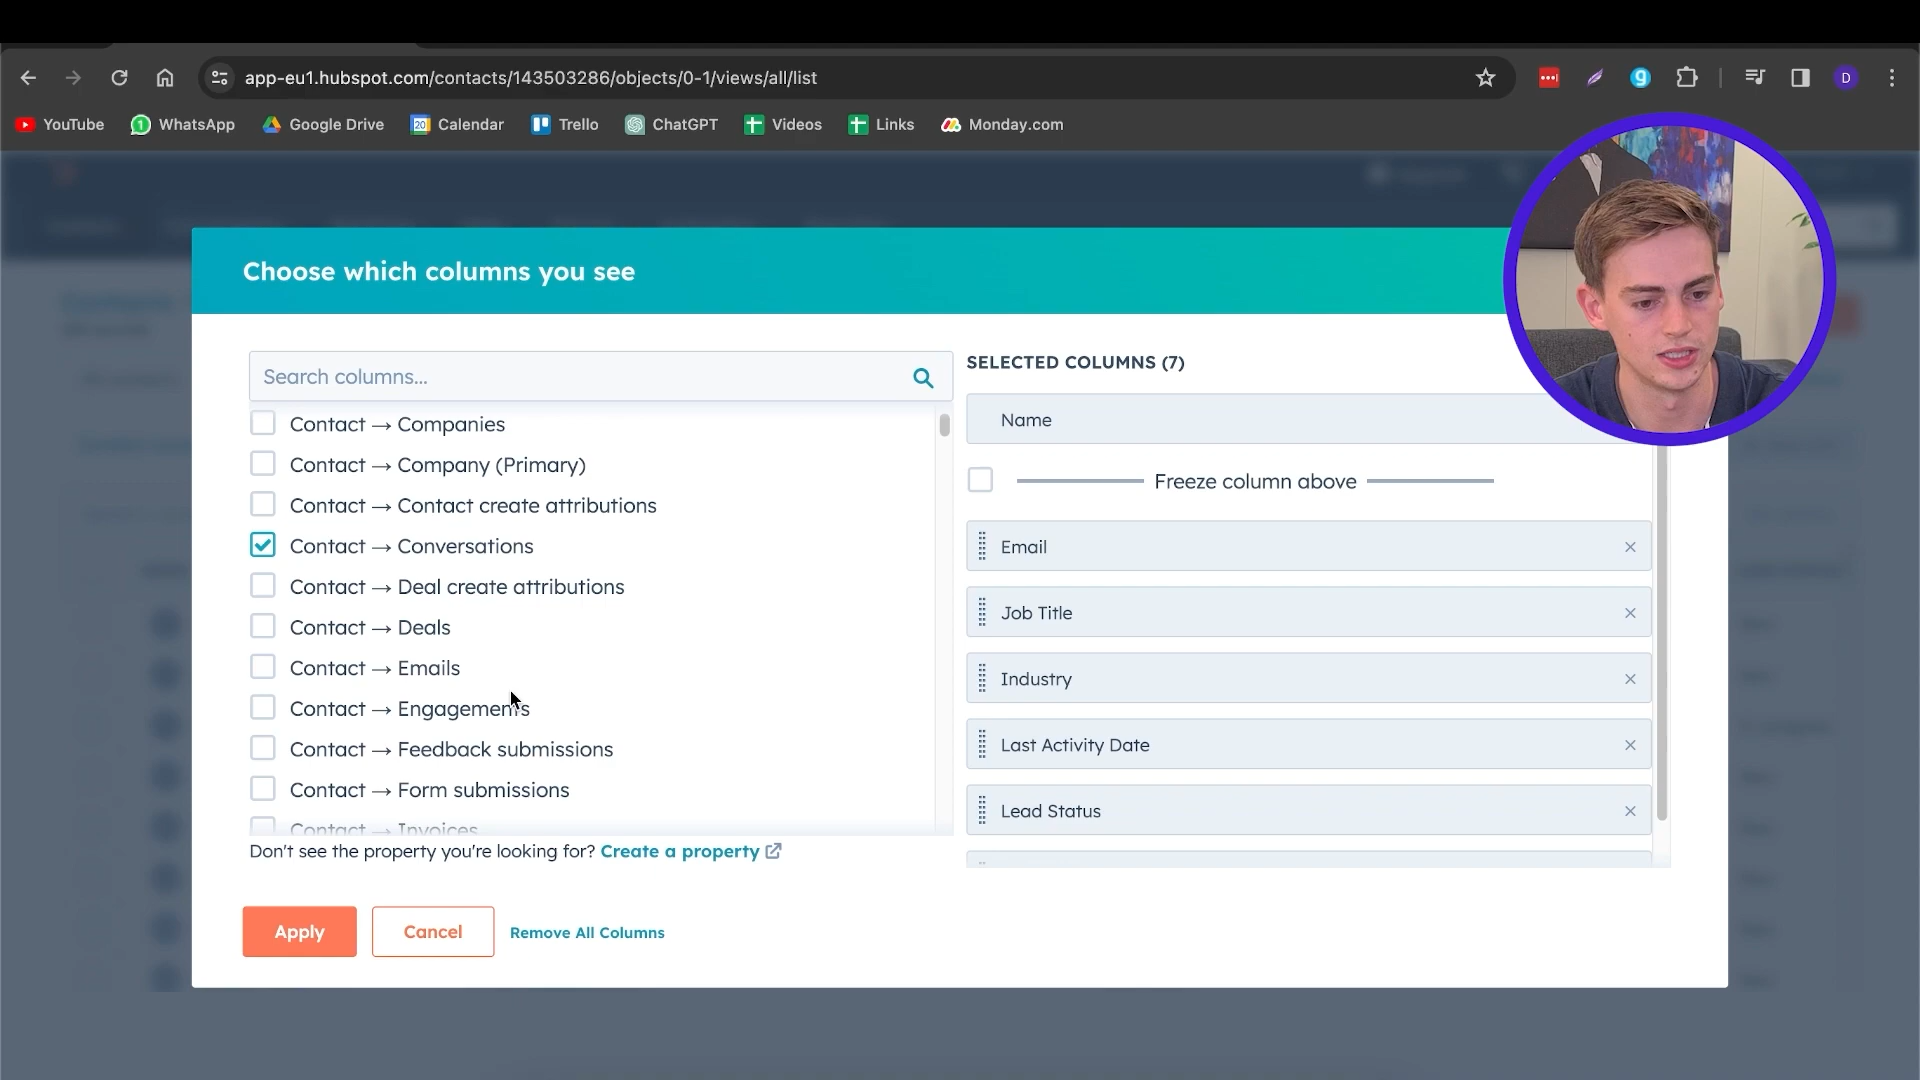 app-eu1.hubspot.com/contacts/143503286/objects/0-1/views/all/list
D
YouTube
1 WhatsApp
Google Drive
20 Calendar
Trello
ChatGPT
Videos
Links
Monday.com
Choose which columns you see
Search columns...
Contact → Companies
Contact → Company (Primary)
Contact → Contact create attributions
Contact → Conversations
Contact → Deal create attributions
Contact → Deals
Contact → Emails
Contact → Engagements
Contact → Feedback submissions
Contact → Form submissions
Contact → Invoices
Don't see the property you're looking for? Create a property
SELECTED COLUMNS (7)
Name
Freeze column above
Email
Job Title
Industry
Last Activity Date
Lead Status
Apply
Cancel
Remove All Columns